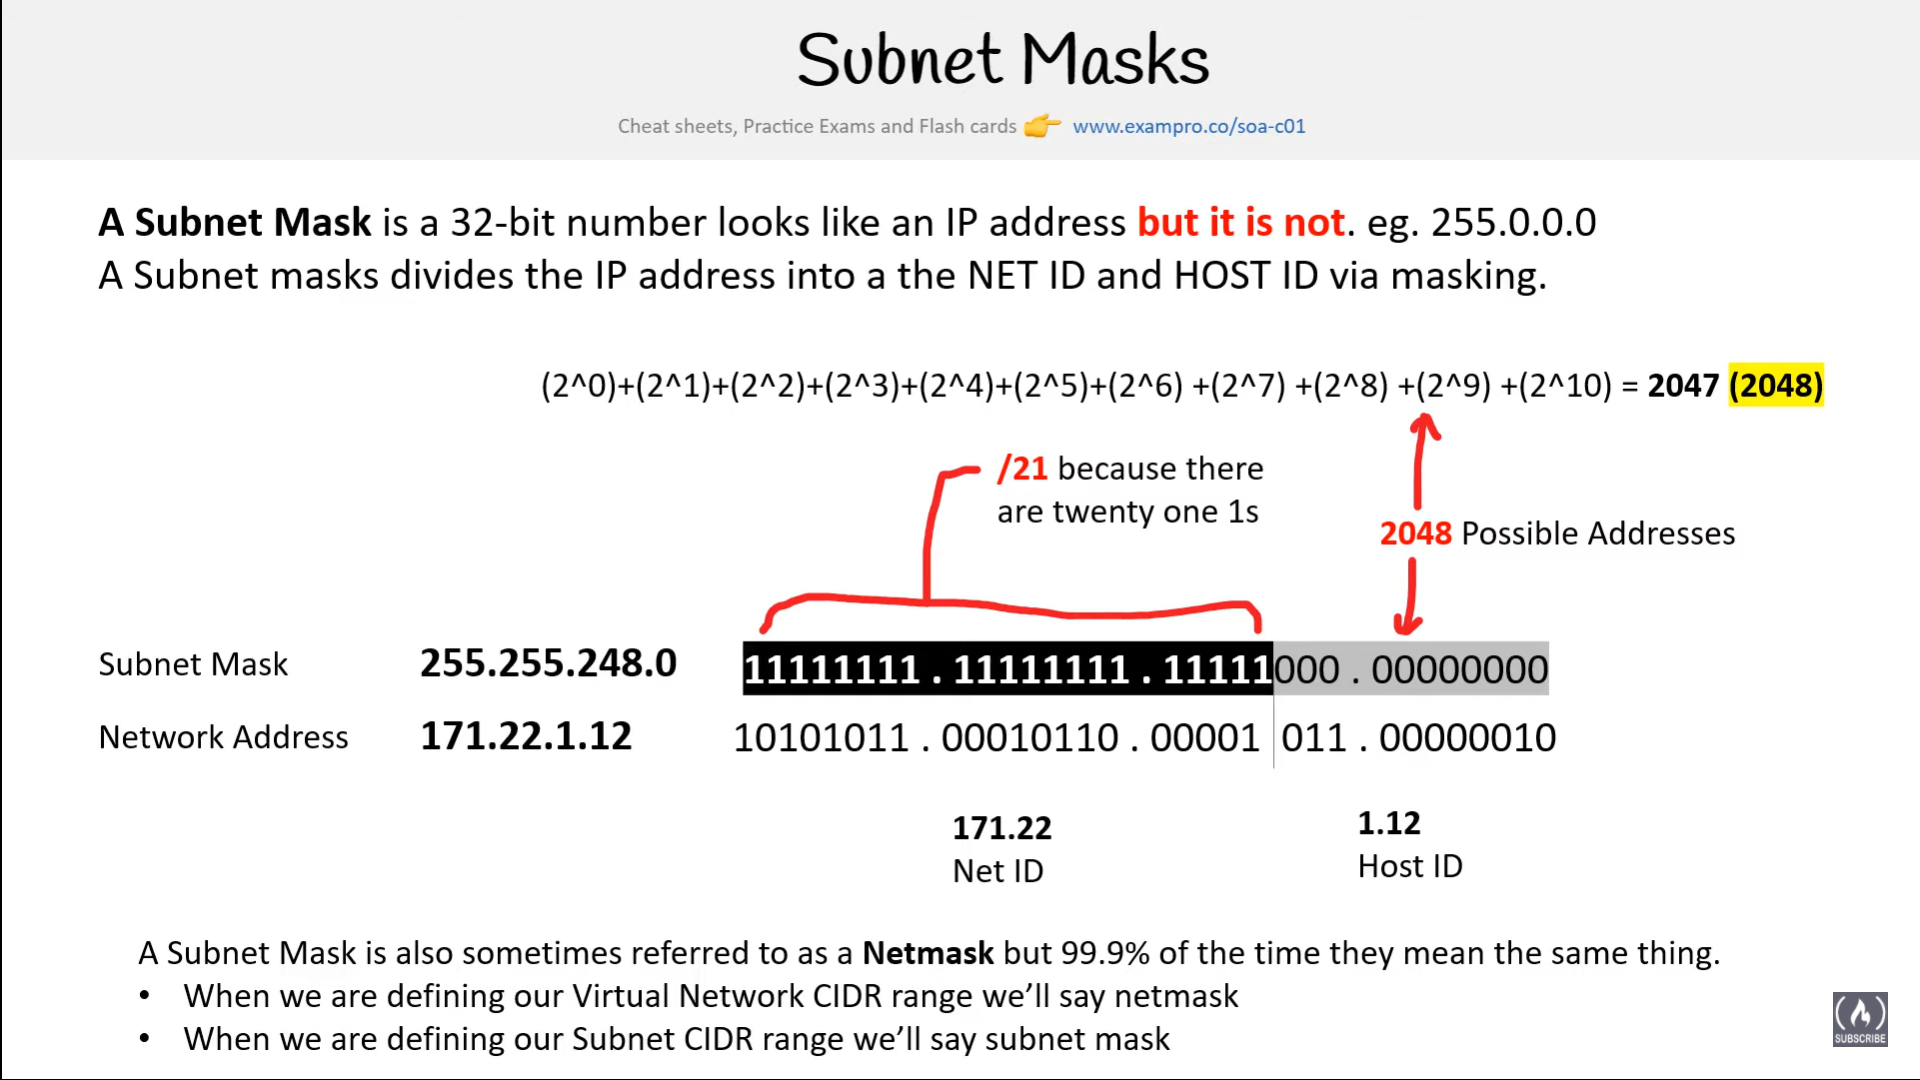 Subnet Masks
Cheat sheets, Practice Exams and Flash cards 👉 www.exampro.co/soa-c01
A Subnet Mask is a 32-bit number looks like an IP address but it is not. eg. 255.0.0.0
A Subnet masks divides the IP address into a the NET ID and HOST ID via masking.
(2^0)+(2^1)+(2^2)+(2^3)+(2^4)+(2^5)+(2^6) +(2^7) +(2^8) +(2^9) +(2^10) = 2047 (2048)
/21 because there
are twenty one 1s
2048 Possible Addresses
Subnet Mask 255.255.248.0 11111111 . 11111111 . 11111000 . 00000000
Network Address 171.22.1.12 10101011 . 00010110 . 00001 011 . 00000010
171.22
Net ID
1.12
Host ID
A Subnet Mask is also sometimes referred to as a Netmask but 99.9% of the time they mean the same thing.
• When we are defining our Virtual Network CIDR range we’ll say netmask
• When we are defining our Subnet CIDR range we’ll say subnet mask
SUBSCRIBE